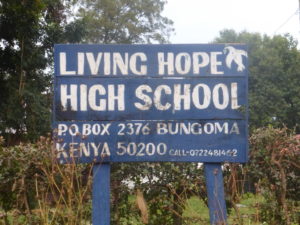 LIVING HOPE
HIGH SCHOOL
P.O BOX 2376 BUNGOMA
KENYA 50200 CALL-0722481462